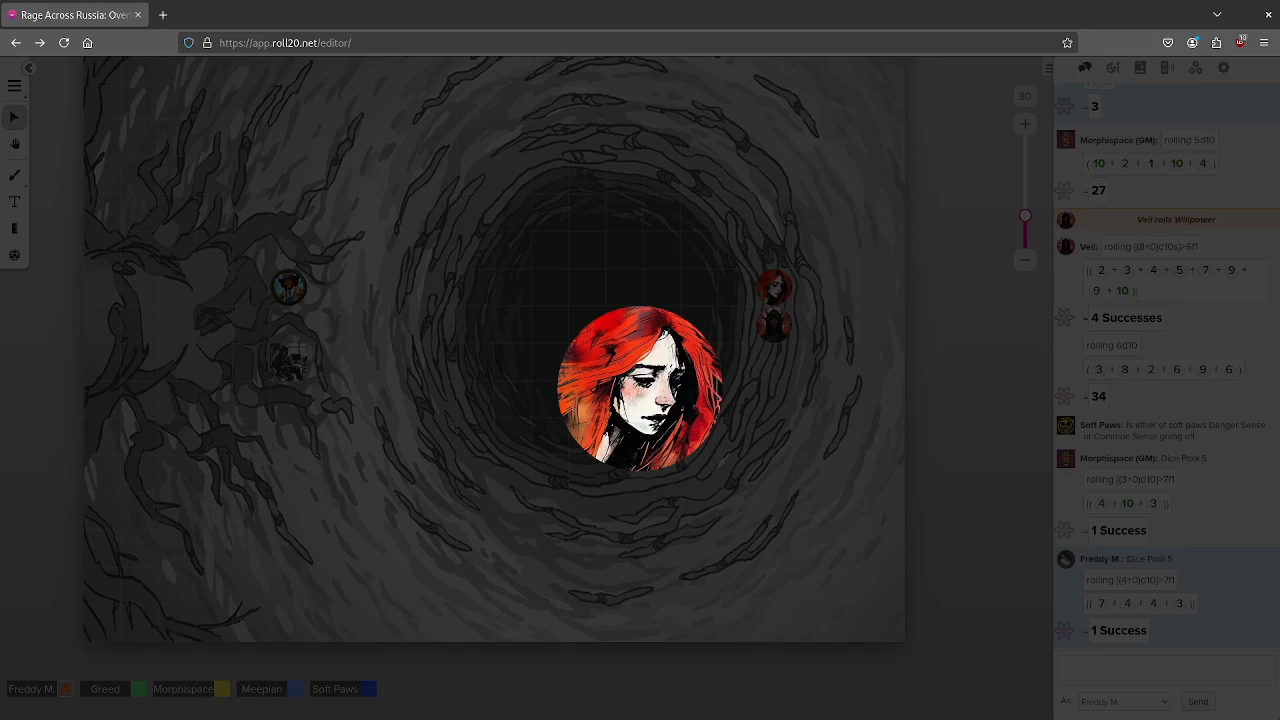 Rage Across Russia: Over
https://app.roll20.net/editor/
10
80
= 3
Morphispace (GM): rolling 5d10
( 10 + 2 + 1 + 10 + 4 )
= 27
Veil rolls Willpower
Veil: rolling ((8+0)d10s)>6f1
(( 2 + 3 + 4 + 5 + 7 + 9 +
9 + 10 ))
= 4 Successes
rolling 6d10
( 3 + 8 + 2 + 6 + 9 + 6 )
= 34
Soft Paws: is ether of soft paws Danger Sense
or Common Sense going off
Morphispace (GM): Dice Pool 5
rolling ((3+0)d10)>7f1
(( 4 + 10 + 3 ))
= 1 Success
Freddy M.: Dice Pool 5
rolling ((4+0)d10)>7f1
(( 7 + 4 + 4 + 3 ))
= 1 Success
Freddy M. Greed Morphispace Meepian Soft Paws
As: Freddy M. Send